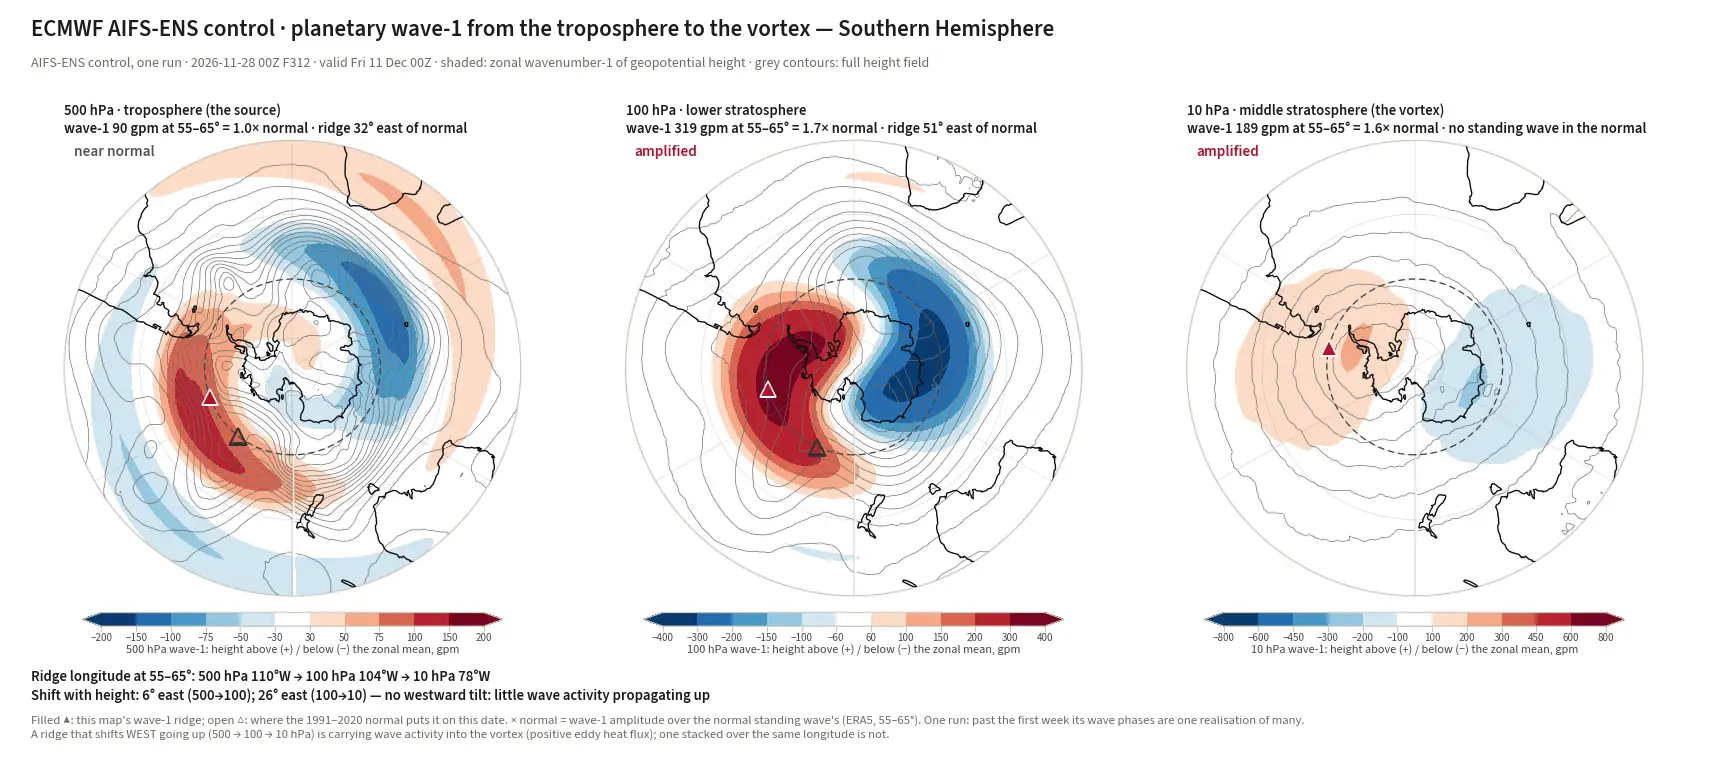 ECMWF AIFS-ENS control · planetary wave-1 from the troposphere to the vortex — Southern Hemisphere
AIFS-ENS control, one run · 2026-11-28 00Z F312 · valid Fri 11 Dec 00Z · shaded: zonal wavenumber-1 of geopotential height · grey contours: full height field
500 hPa · troposphere (the source)
wave-1 90 gpm at 55–65° = 1.0× normal · ridge 32° east of normal
near normal
100 hPa · lower stratosphere
wave-1 319 gpm at 55–65° = 1.7× normal · ridge 51° east of normal
amplified
10 hPa · middle stratosphere (the vortex)
wave-1 189 gpm at 55–65° = 1.6× normal · no standing wave in the normal
amplified
−200 −150 −100 −75 −50 −30 30 50 75 100 150 200
500 hPa wave-1: height above (+) / below (−) the zonal mean, gpm
−400 −300 −200 −150 −100 −60 60 100 150 200 300 400
100 hPa wave-1: height above (+) / below (−) the zonal mean, gpm
−800 −600 −450 −300 −200 −100 100 200 300 450 600 800
10 hPa wave-1: height above (+) / below (−) the zonal mean, gpm
Ridge longitude at 55–65°: 500 hPa 110°W → 100 hPa 104°W → 10 hPa 78°W
Shift with height: 6° east (500→100); 26° east (100→10) — no westward tilt: little wave activity propagating up
Filled ▲: this map's wave-1 ridge; open △: where the 1991–2020 normal puts it on this date. × normal = wave-1 amplitude over the normal standing wave's (ERA5, 55–65°). One run: past the first week its wave phases are one realisation of many.
A ridge that shifts WEST going up (500 → 100 → 10 hPa) is carrying wave activity into the vortex (positive eddy heat flux); one stacked over the same longitude is not.